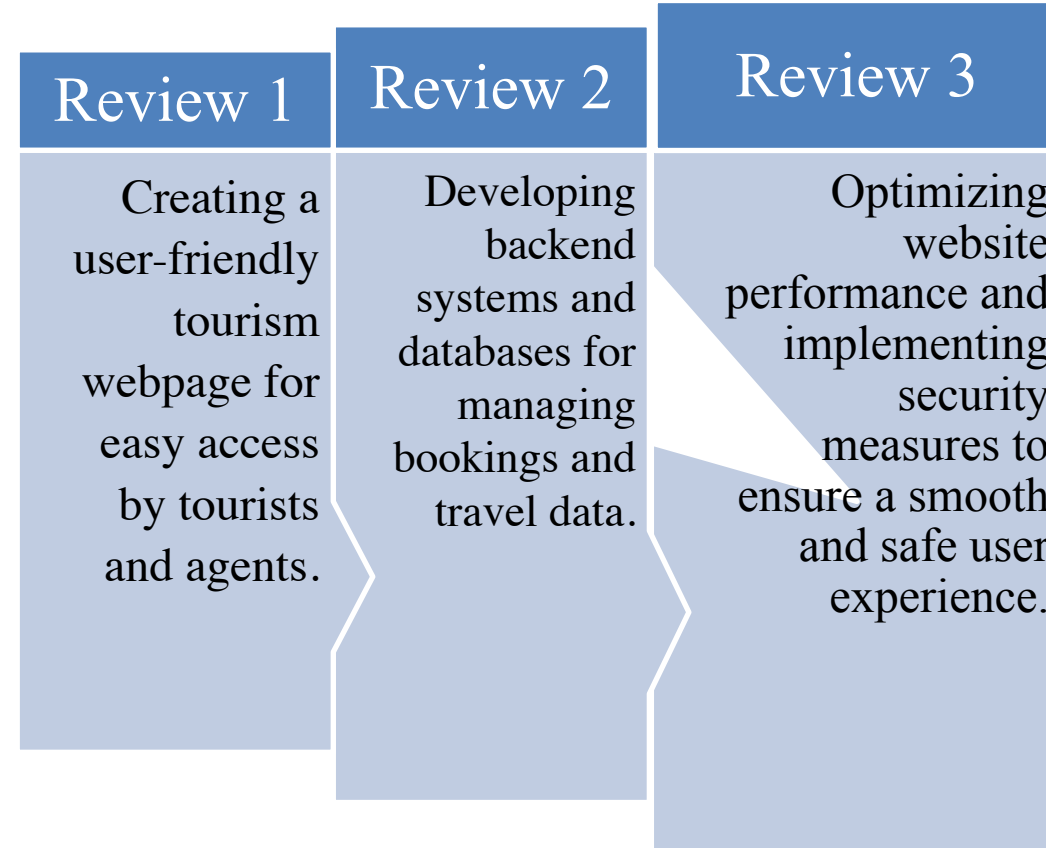 Review 1
Creating a
user-friendly
tourism
webpage for
easy access
by tourists
and agents.
Review 2
Developing
backend
systems and
databases for
managing
bookings and
travel data.
Review 3
Optimizing
website
performance and
implementing
security
measures to
ensure a smooth
and safe user
experience.